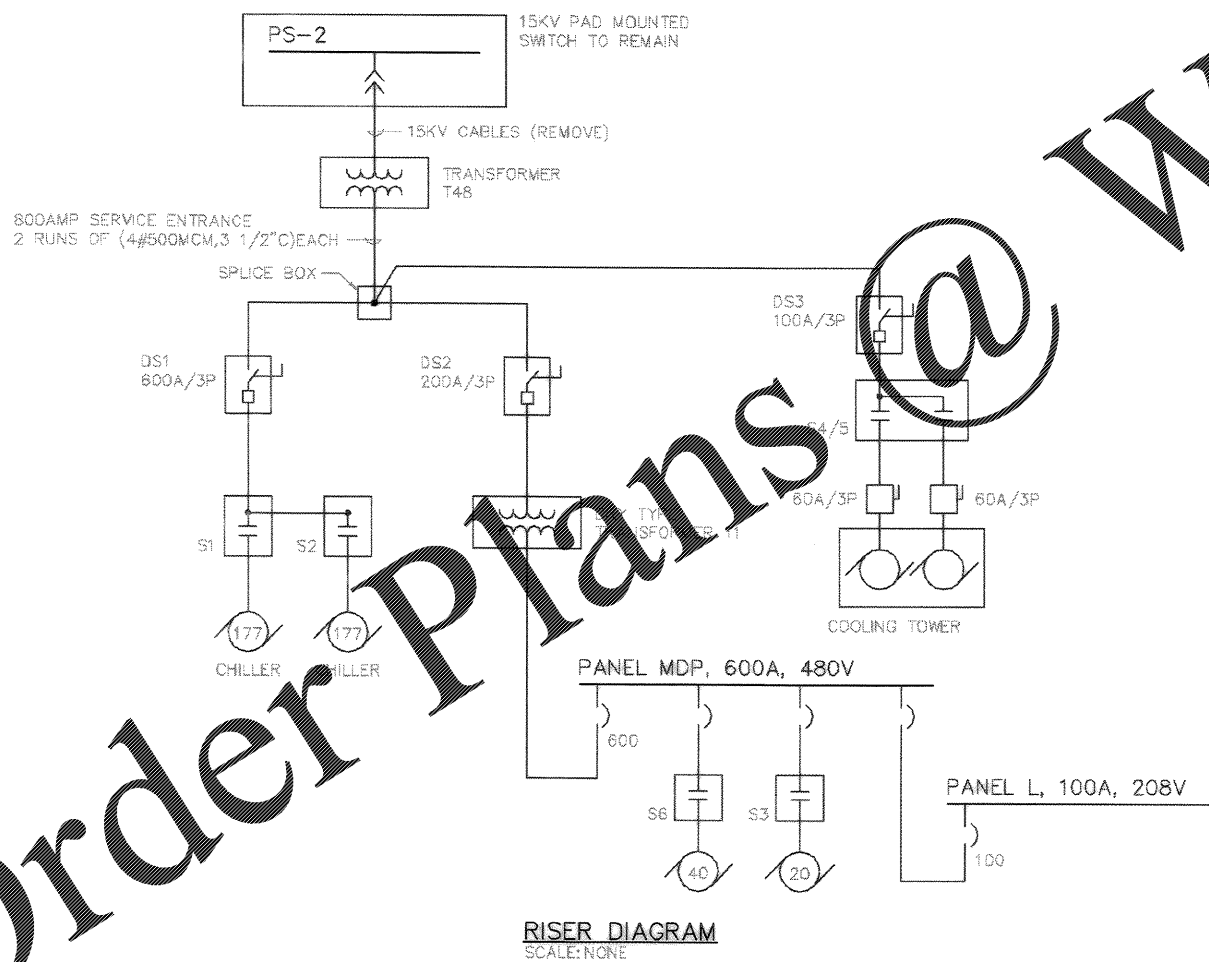 PS-2
15KV PAD MOUNTED
SWITCH TO REMAIN
15KV CABLES (REMOVE)
TRANSFORMER
T48
800AMP SERVICE ENTRANCE
2 RUNS OF (4#500MCM,3 1/2"C)EACH
SPLICE BOX
DS1
600A/3P
DS2
200A/3P
DS3
100A/3P
S4/5
60A/3P
60A/3P
S1
S2
177
177
CHILLER
HILLER
COOLING TOWER
PANEL MDP, 600A, 480V
600
S6
S3
40
20
PANEL L, 100A, 208V
100
RISER DIAGRAM
SCALE: NONE
Order Plans @ W